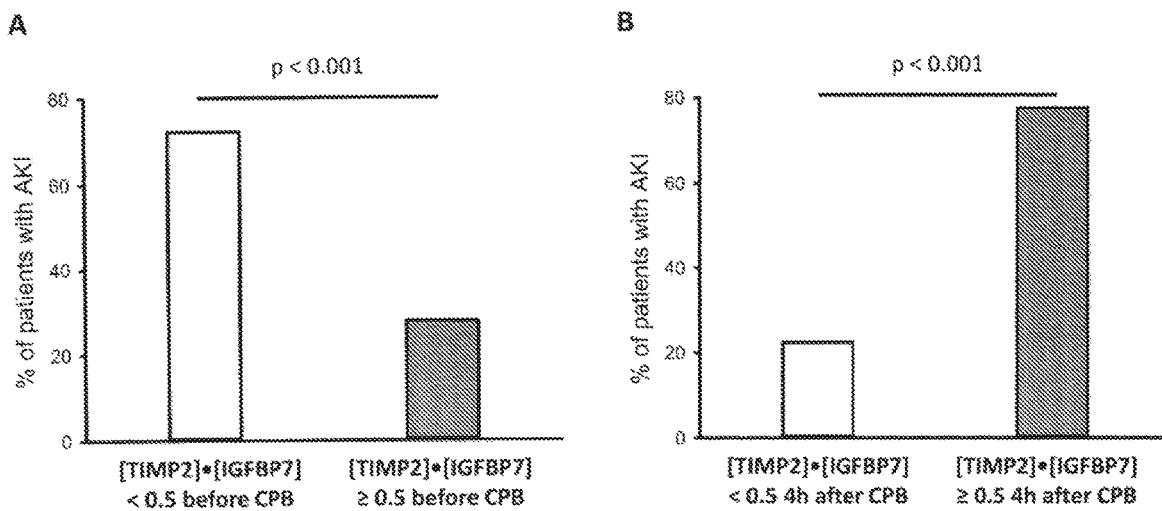 A
p < 0.001
% of patients with AKI
80
60
40
20
0
[TIMP2]•[IGFBP7]
< 0.5 before CPB
[TIMP2]•[IGFBP7]
≥ 0.5 before CPB
B
p < 0.001
% of patients with AKI
80
60
40
20
0
[TIMP2]•[IGFBP7]
< 0.5 4h after CPB
[TIMP2]•[IGFBP7]
≥ 0.5 4h after CPB